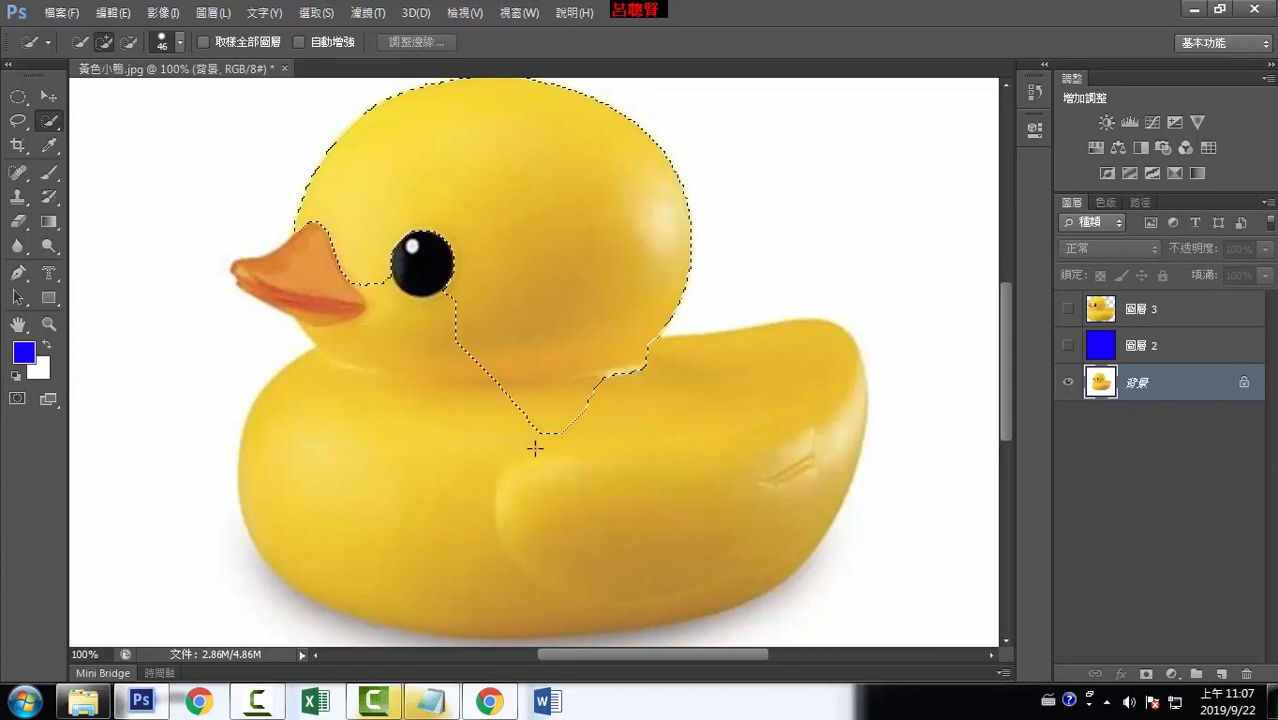 Ps 檔案(F) 編輯(E) 影像(I) 圖層(L) 文字(Y) 選取(S) 濾鏡(T) 3D(D) 檢視(V) 視窗(W) 說明(H) 呂聰賢
46 取樣全部圖層 自動增強 調整邊緣... 基本功能
黃色小鴨.jpg @ 100% (背景, RGB/8#) * ×
調整
增加調整
圖層 色版 路徑
種類
正常 不透明度: 100%
鎖定: 填滿: 100%
圖層 3
圖層 2
背景
100% 文件: 2.86M/4.86M
Mini Bridge 時間軸
上午 11:07
2019/9/22